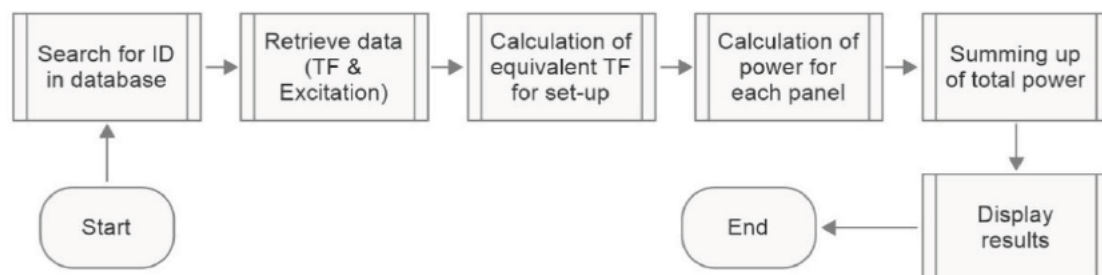 Search for ID
in database
Retrieve data
(TF &
Excitation)
Calculation of
equivalent TF
for set-up
Calculation of
power for
each panel
Summing up
of total power
Start
End
Display
results